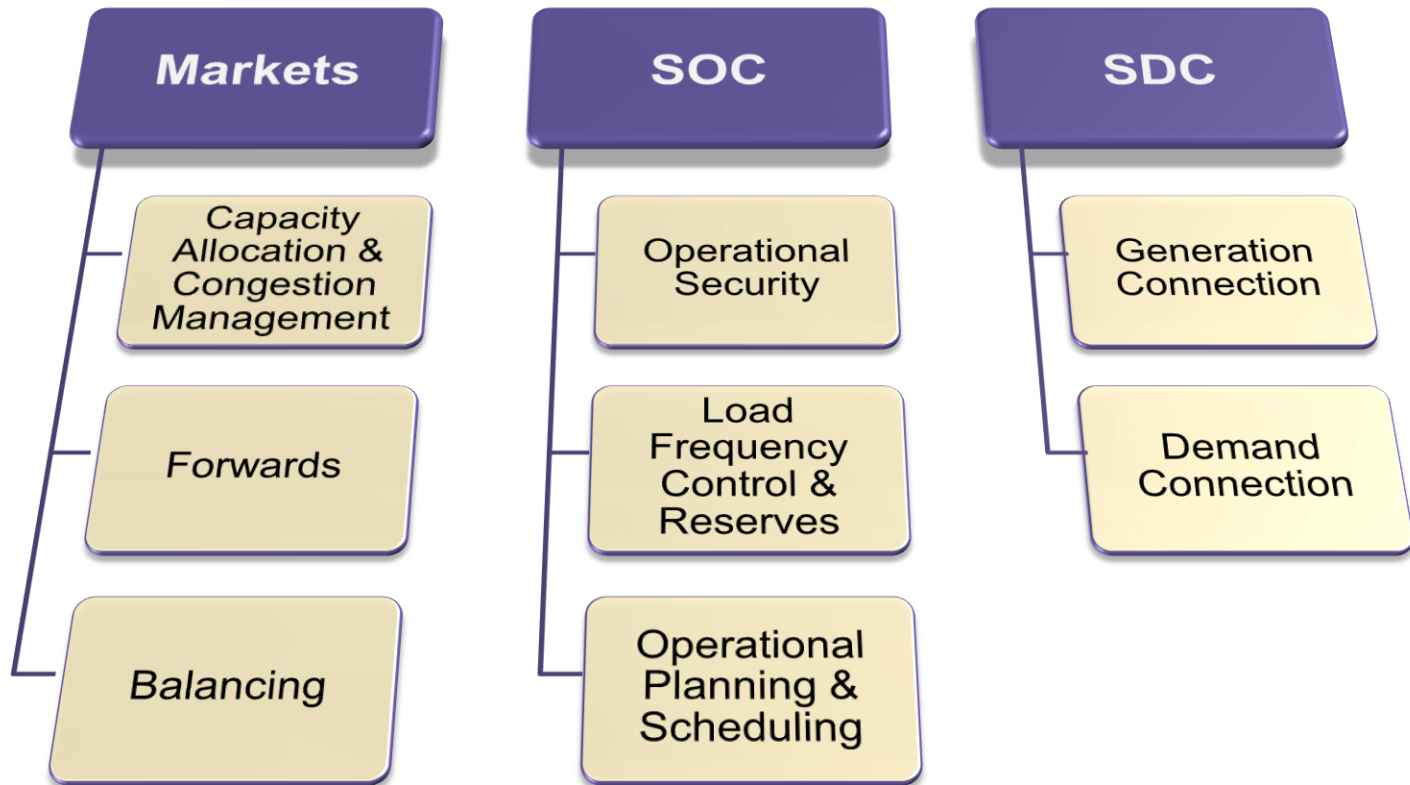 Markets
Capacity
Allocation &
Congestion
Management
Forwards
Balancing
SOC
Operational
Security
Load
Frequency
Control &
Reserves
Operational
Planning &
Scheduling
SDC
Generation
Connection
Demand
Connection